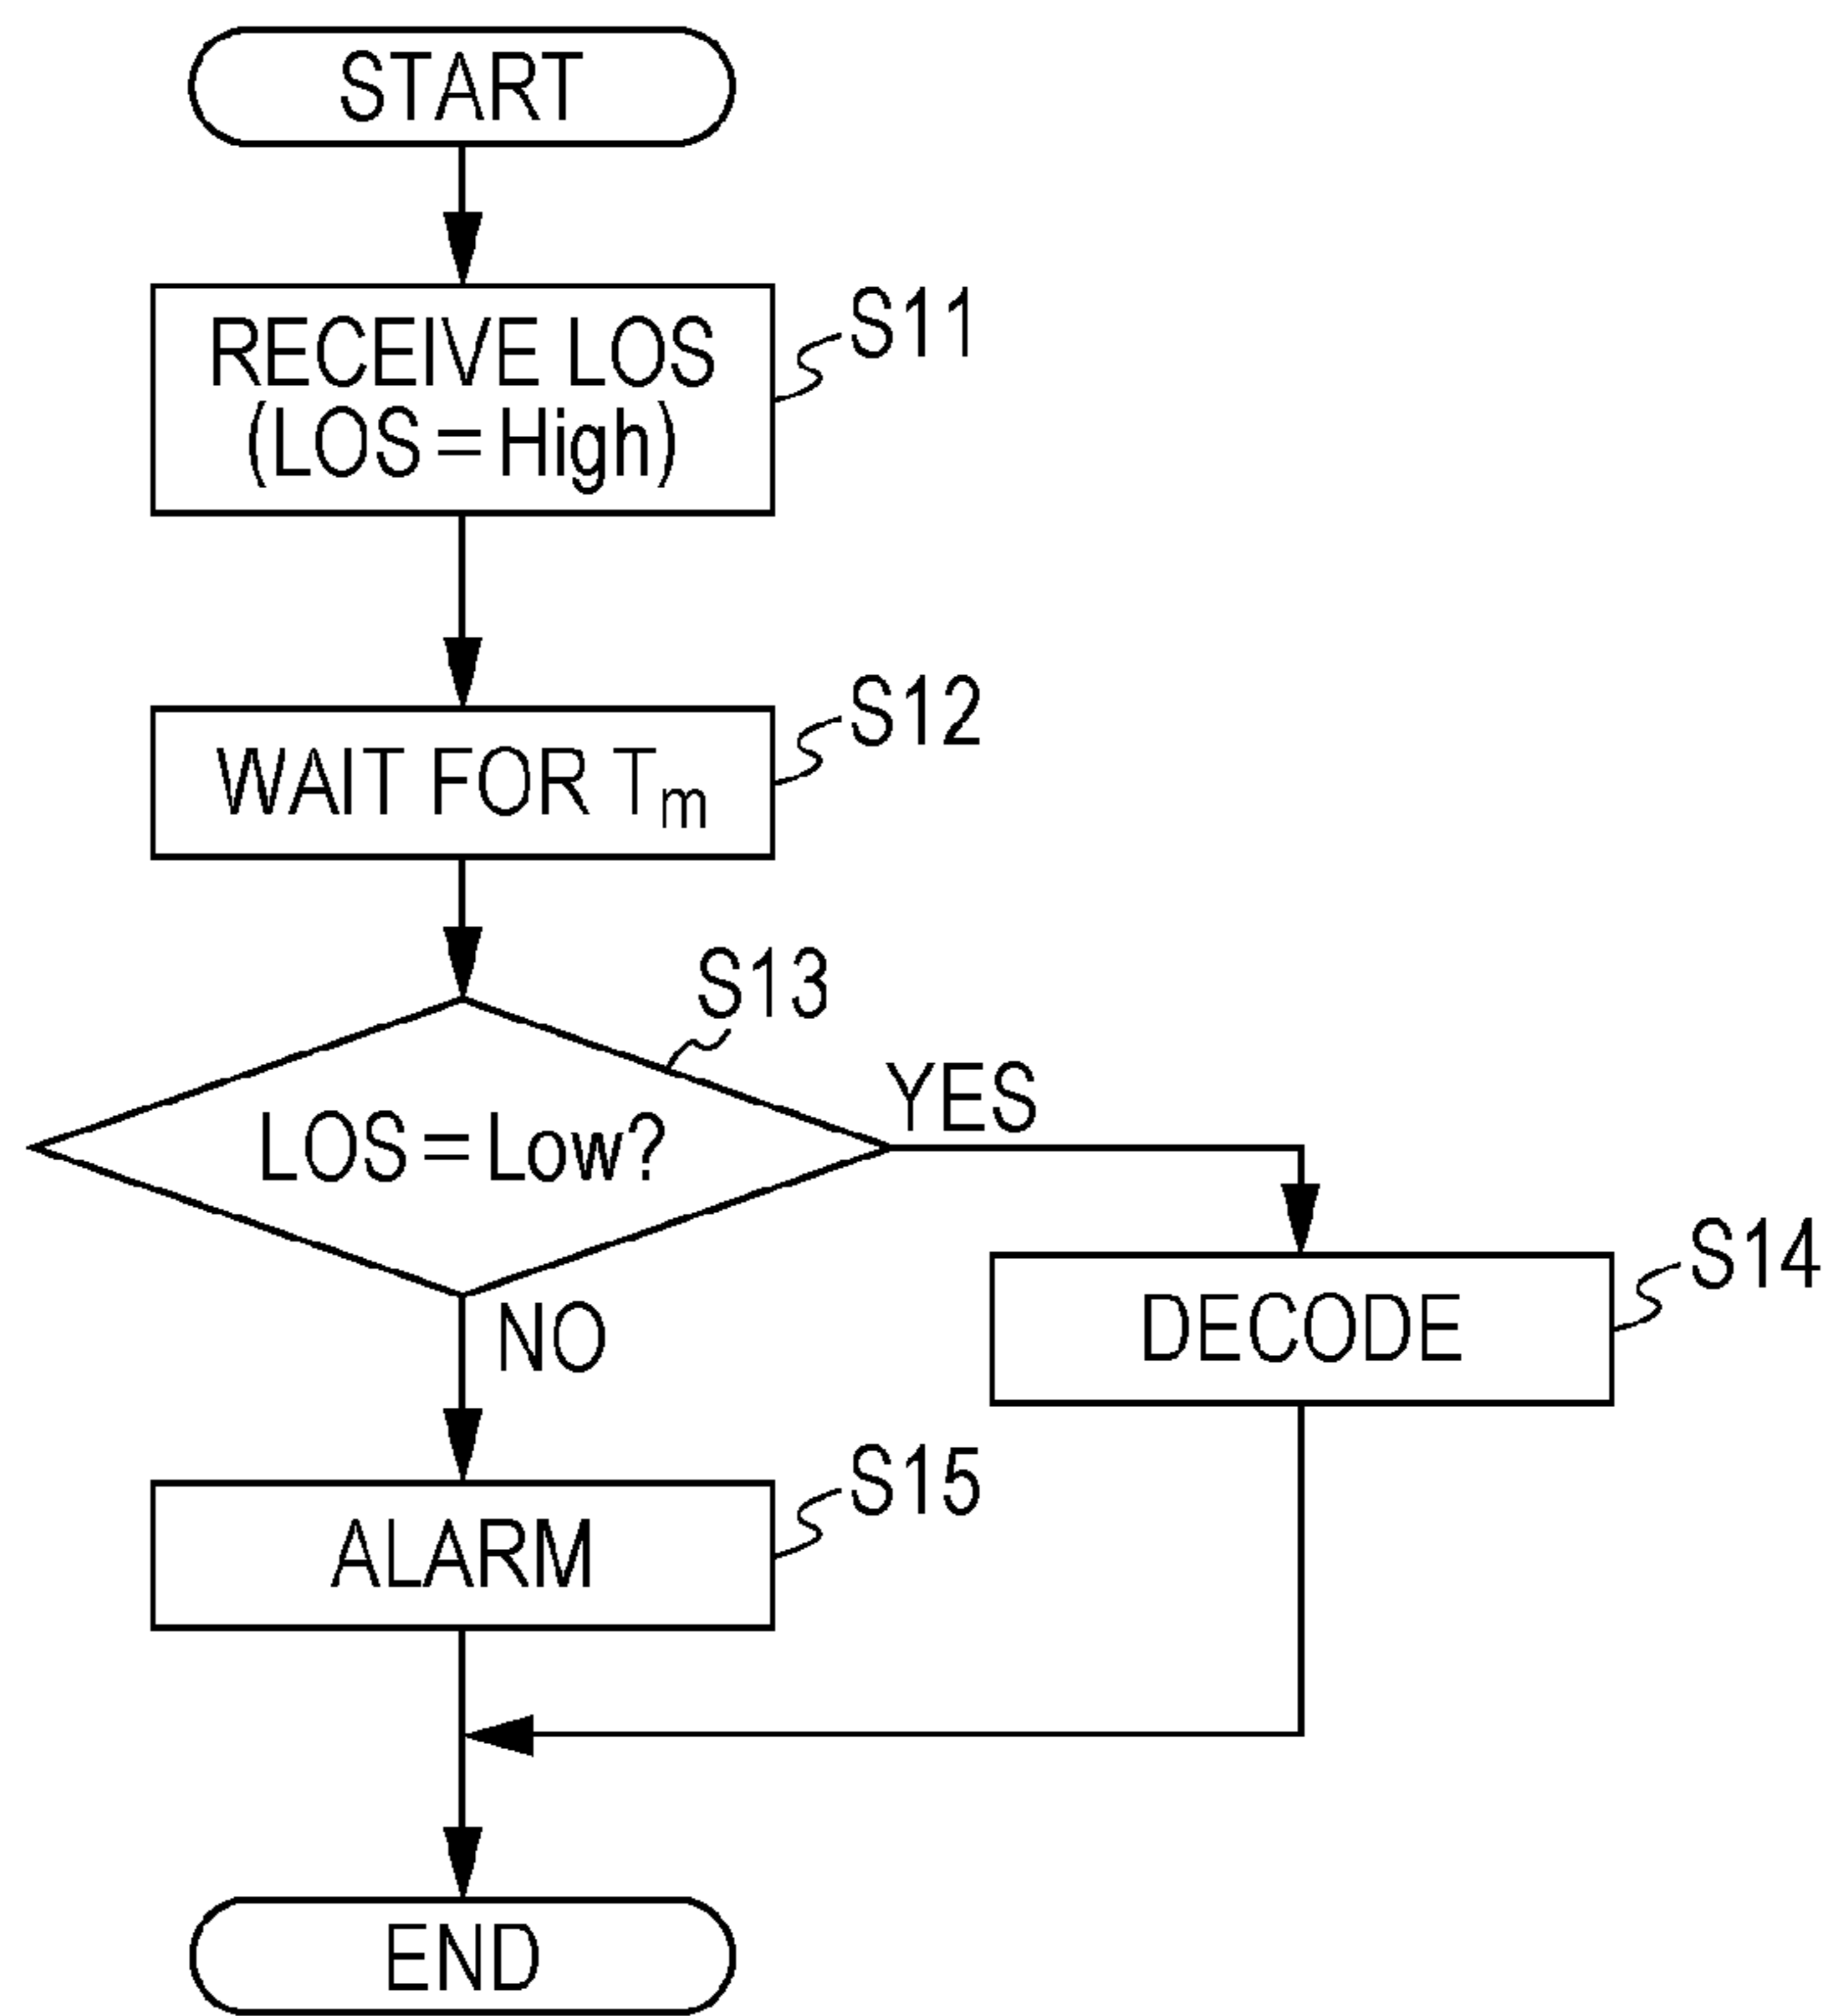 START
RECEIVE LOS
(LOS = High)
S11
WAIT FOR Tm
S12
S13
LOS = Low?
YES
NO
DECODE
S14
ALARM
S15
END